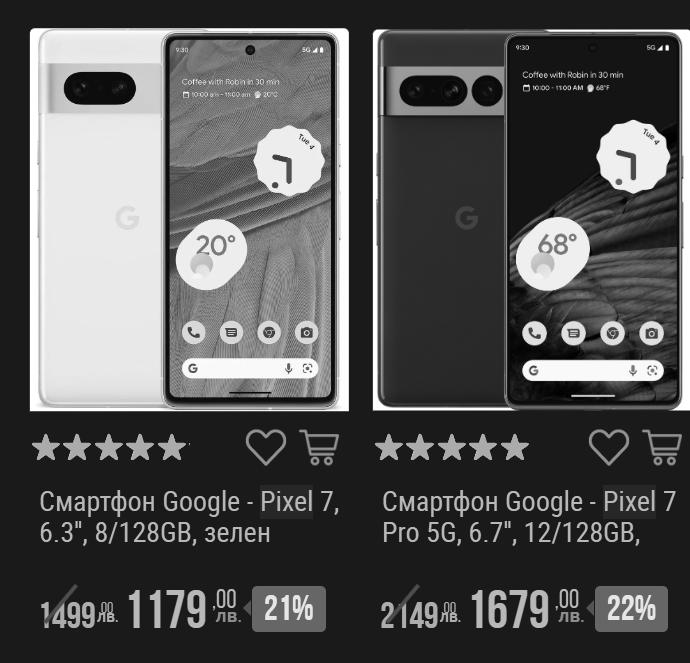 9:30
5G
Coffee with Robin in 30 min
10:00 am - 11:00 am 20°C
Tue 4
20°
G
G
9:30
5G
Coffee with Robin in 30 min
10:00 - 11:00 AM 68°F
Tue 4
68°
G
G
Смартфон Google - Pixel 7,
6.3", 8/128GB, зелен
1499,00 лв. 1179,00 лв. 21%
Смартфон Google - Pixel 7
Pro 5G, 6.7", 12/128GB,
2149,00 лв. 1679,00 лв. 22%